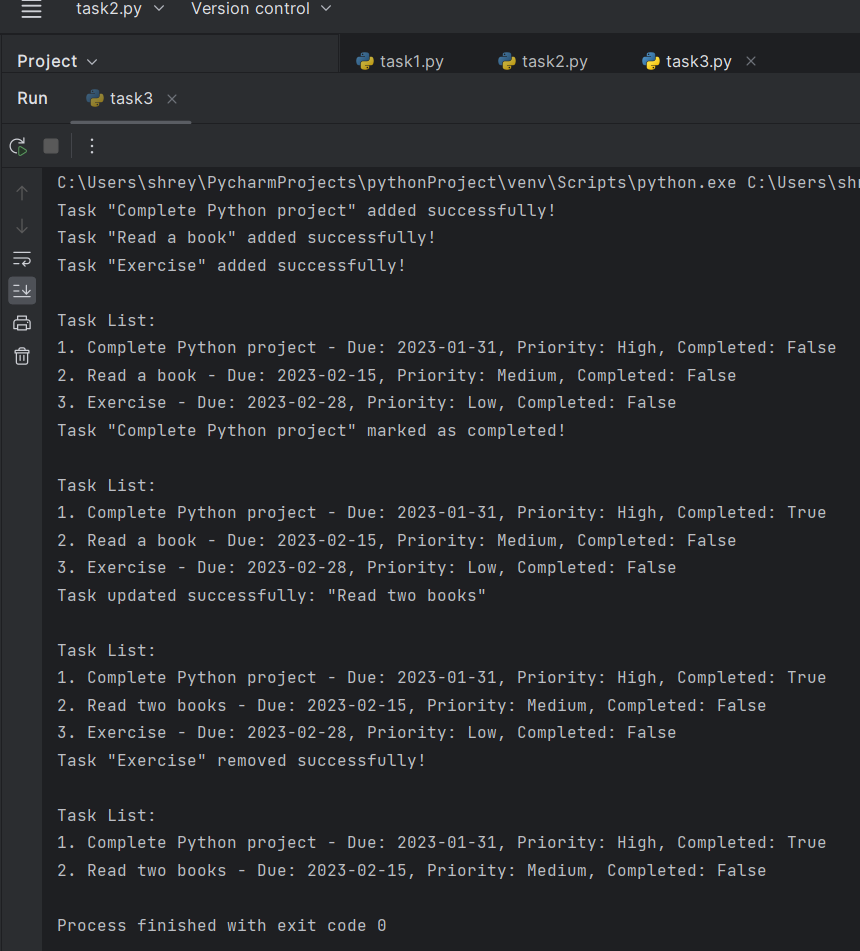 task2.py Version control
Project task1.py task2.py task3.py
Run task3
C:\Users\shrey\PycharmProjects\pythonProject\venv\Scripts\python.exe C:\Users\shr
Task "Complete Python project" added successfully!
Task "Read a book" added successfully!
Task "Exercise" added successfully!
Task List:
1. Complete Python project - Due: 2023-01-31, Priority: High, Completed: False
2. Read a book - Due: 2023-02-15, Priority: Medium, Completed: False
3. Exercise - Due: 2023-02-28, Priority: Low, Completed: False
Task "Complete Python project" marked as completed!
Task List:
1. Complete Python project - Due: 2023-01-31, Priority: High, Completed: True
2. Read a book - Due: 2023-02-15, Priority: Medium, Completed: False
3. Exercise - Due: 2023-02-28, Priority: Low, Completed: False
Task updated successfully: "Read two books"
Task List:
1. Complete Python project - Due: 2023-01-31, Priority: High, Completed: True
2. Read two books - Due: 2023-02-15, Priority: Medium, Completed: False
3. Exercise - Due: 2023-02-28, Priority: Low, Completed: False
Task "Exercise" removed successfully!
Task List:
1. Complete Python project - Due: 2023-01-31, Priority: High, Completed: True
2. Read two books - Due: 2023-02-15, Priority: Medium, Completed: False
Process finished with exit code 0